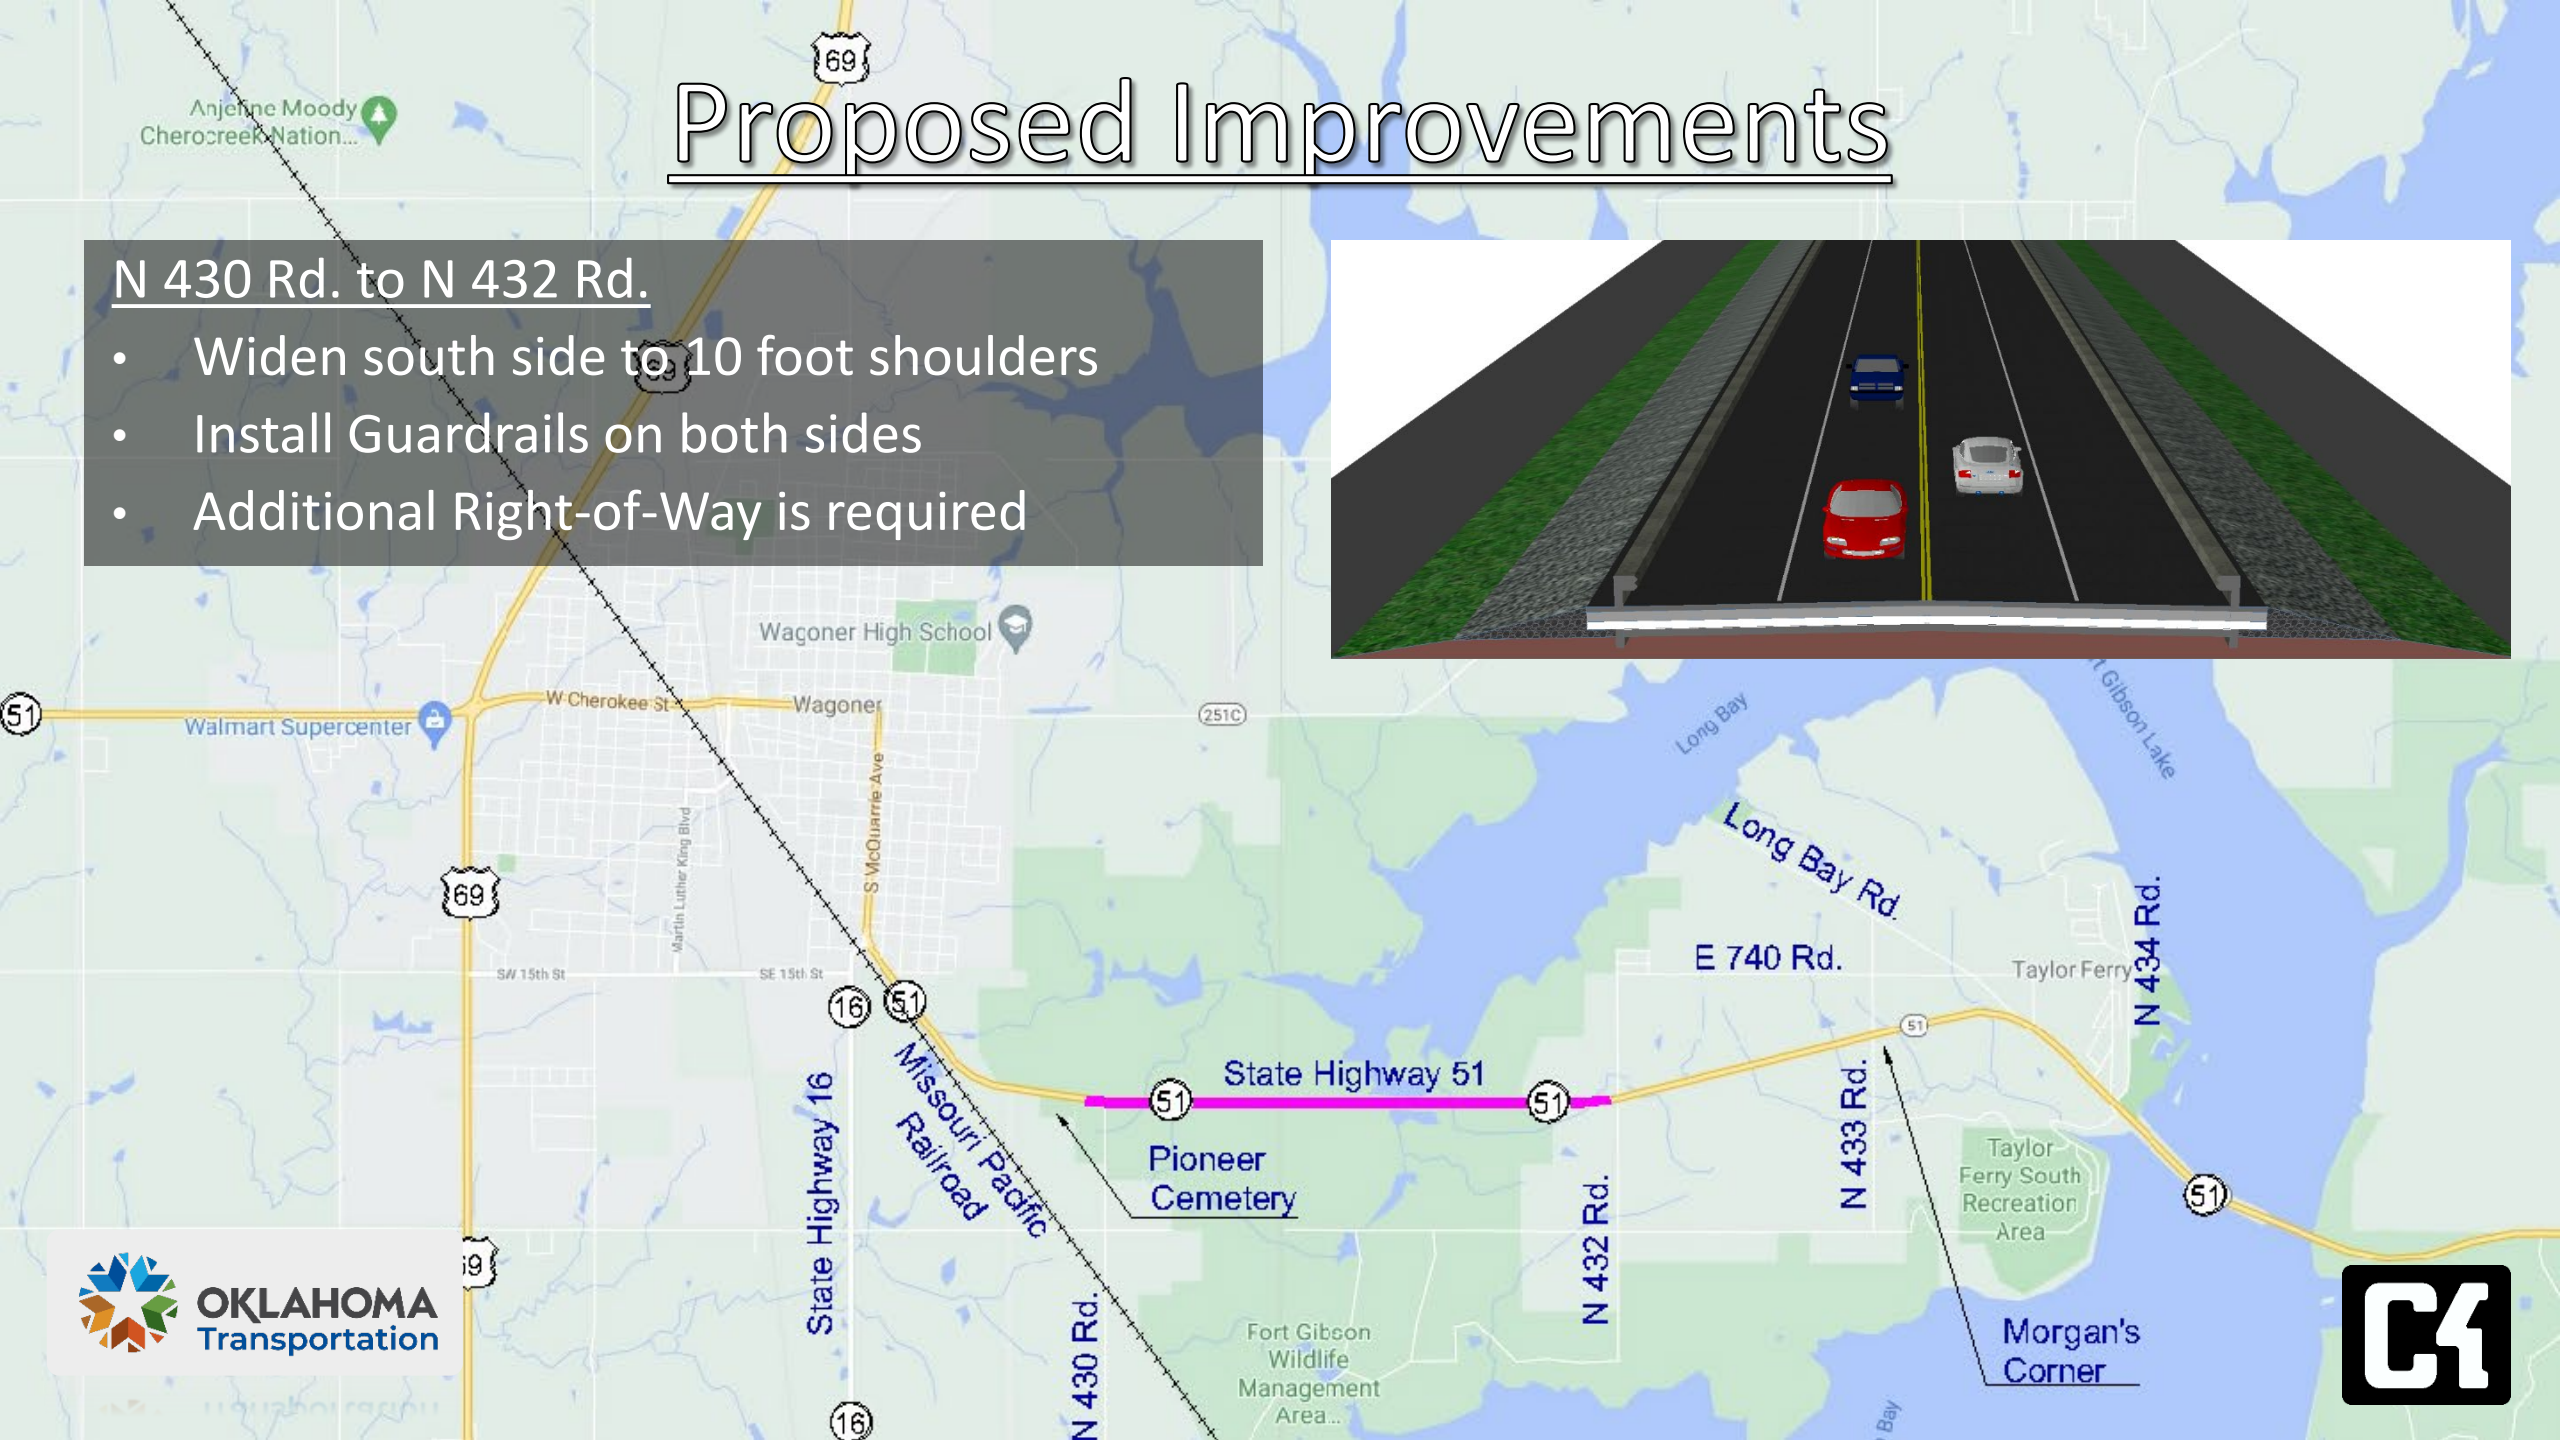 69
Anjeline Moody
Cherocreek Nation...
Proposed Improvements
N 430 Rd. to N 432 Rd.
• Widen south side to 10 foot shoulders
69
• Install Guardrails on both sides
• Additional Right-of-Way is required
Wagoner High School
51
W Cherokee St
Wagoner
251C
Walmart Supercenter
Long Bay
Gibson Lake
S McQuarrie Ave
Martin Luther King Blvd
69
Long Bay Rd.
E 740 Rd.
Taylor Ferry
N 434 Rd.
SW 15th St
SE 15th St
16
51
51
State Highway 51
51
51
Missouri Pacific
Railroad
State Highway 16
Pioneer
Cemetery
N 432 Rd.
N 433 Rd.
Taylor
Ferry South
Recreation
Area
51
69
OKLAHOMA
Transportation
N 430 Rd.
Fort Gibson
Wildlife
Management
Area...
Morgan's
Corner
C4
16
Bay